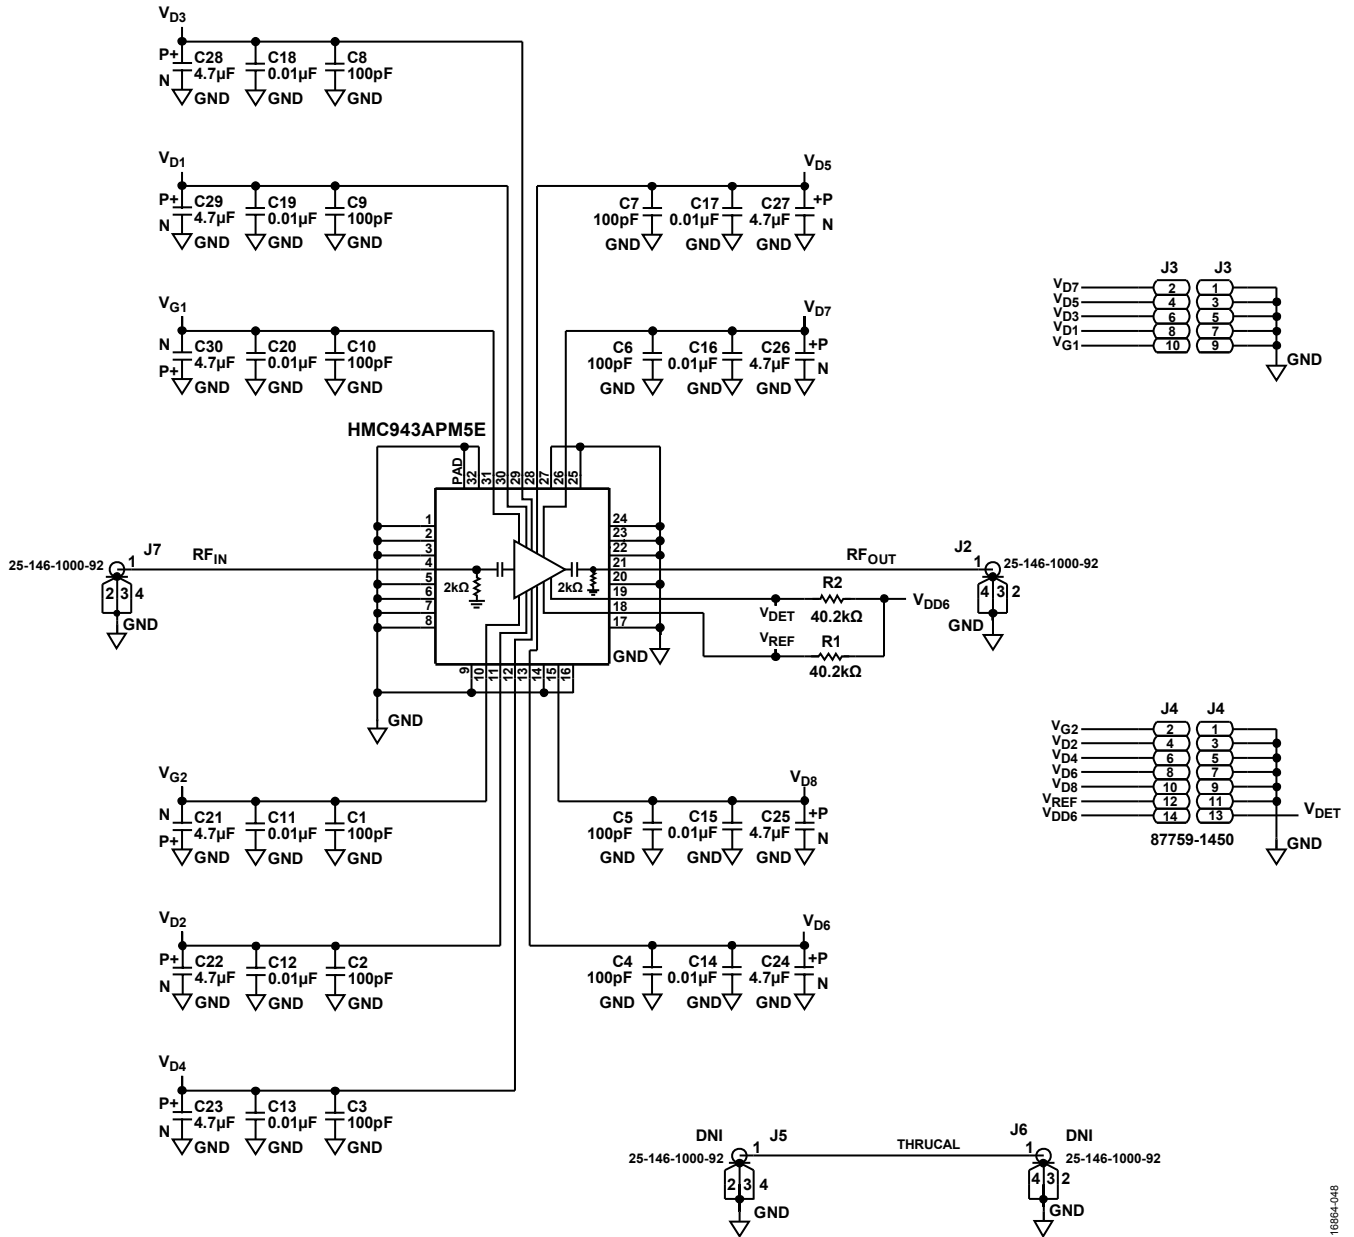 VD3
P+ C28 C18 C8
4.7µF 0.01µF 100pF
N
GND GND GND
VD1
P+ C29 C19 C9
4.7µF 0.01µF 100pF
N
GND GND GND
VD5
C7 C17 C27 +P
100pF 0.01µF 4.7µF N
GND GND GND
VG1
N C30 C20 C10
4.7µF 0.01µF 100pF
P+
GND GND GND
VD7
C6 C16 C26 +P
100pF 0.01µF 4.7µF N
GND GND GND
J3 J3
VD7 2 1
VD5 4 3
VD3 6 5
VD1 8 7
VG1 10 9
GND
HMC943APM5E
PAD 32 31 30 29 28 27 26 25
1 24
2 23
3 22
4 21
5 20
6 19
7 18
8 17
9 10 11 12 13 14 15 16
2kΩ 2kΩ
J7
25-146-1000-92 1 RFIN
2 3 4
GND
RFOUT
J2
1 25-146-1000-92
4 3 2
GND
R2
VDET 40.2kΩ VDD6
VREF R1
40.2kΩ
GND
GND
VG2
N C21 C11 C1
4.7µF 0.01µF 100pF
P+
GND GND GND
VD8
C5 C15 C25 +P
100pF 0.01µF 4.7µF N
GND GND GND
J4 J4
VG2 2 1
VD2 4 3
VD4 6 5
VD6 8 7
VD8 10 9
VREF 12 11
VDD6 14 13 VDET
87759-1450
GND
VD2
P+ C22 C12 C2
4.7µF 0.01µF 100pF
N
GND GND GND
VD6
C4 C14 C24 +P
100pF 0.01µF 4.7µF N
GND GND GND
VD4
P+ C23 C13 C3
4.7µF 0.01µF 100pF
N
GND GND GND
DNI J5
25-146-1000-92 1
2 3 4
GND
THRUCAL
J6 DNI
1 25-146-1000-92
4 3 2
GND
16864-048